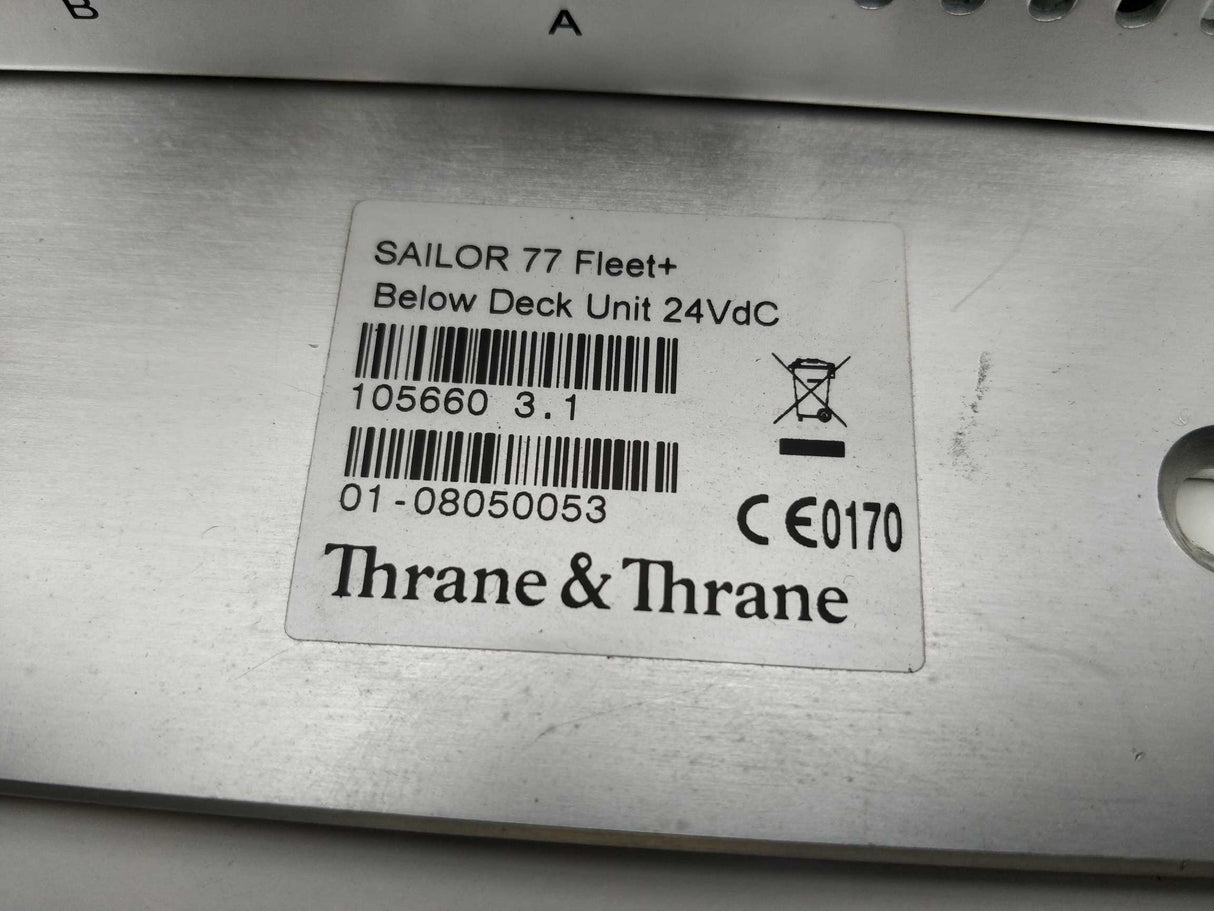 B
A
SAILOR 77 Fleet+
Below Deck Unit 24VdC
105660 3.1
01-08050053
CE0170
Thrane & Thrane